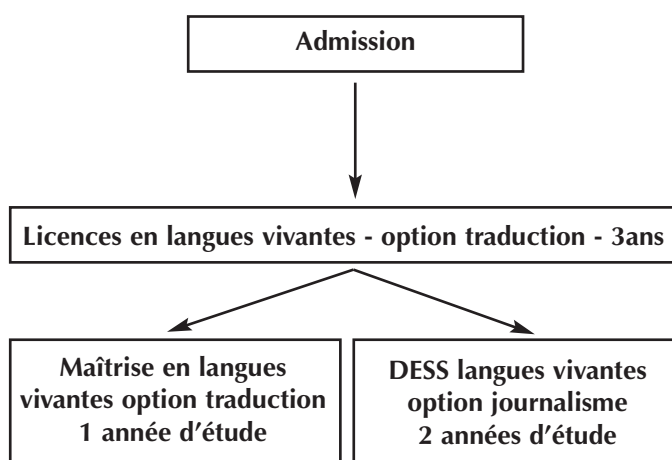 Admission
Licences en langues vivantes - option traduction - 3ans
Maîtrise en langues
vivantes option traduction
1 année d’étude
DESS langues vivantes
option journalisme
2 années d’étude